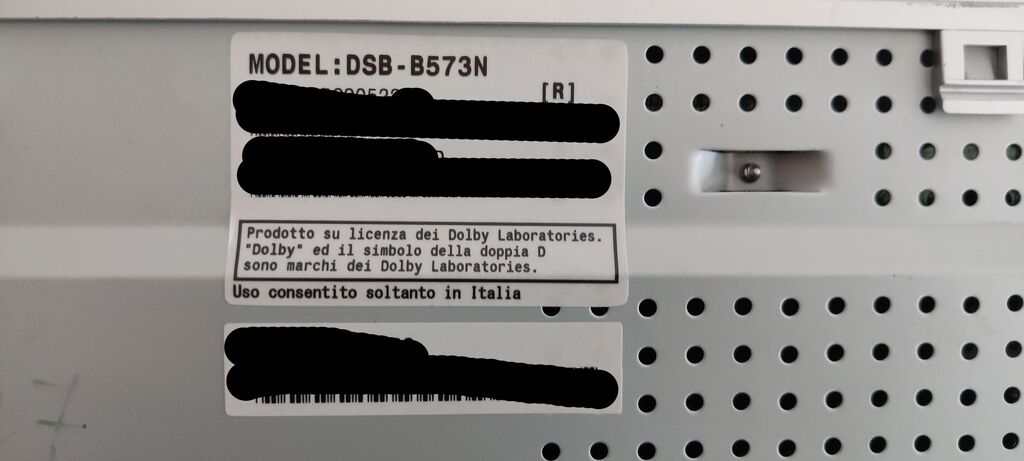 MODEL:DSB-B573N
[R]
Prodotto su licenza dei Dolby Laboratories.
"Dolby" ed il simbolo della doppia D
sono marchi dei Dolby Laboratories.
Uso consentito soltanto in Italia